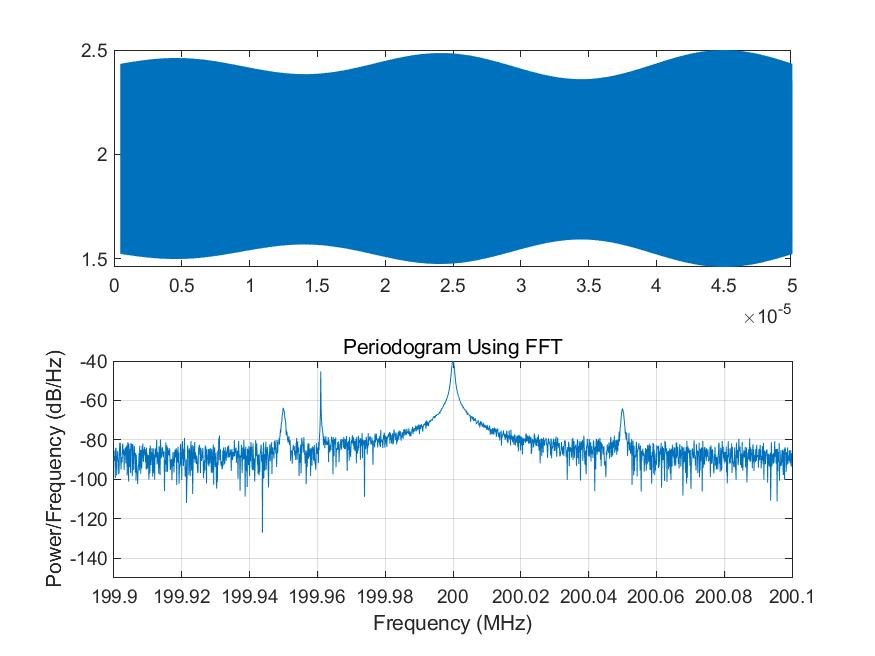 2.5
2
1.5
0 0.5 1 1.5 2 2.5 3 3.5 4 4.5 5
×10-5
Periodogram Using FFT
-40
-60
-80
-100
-120
-140
Power/Frequency (dB/Hz)
199.9 199.92 199.94 199.96 199.98 200 200.02 200.04 200.06 200.08 200.1
Frequency (MHz)